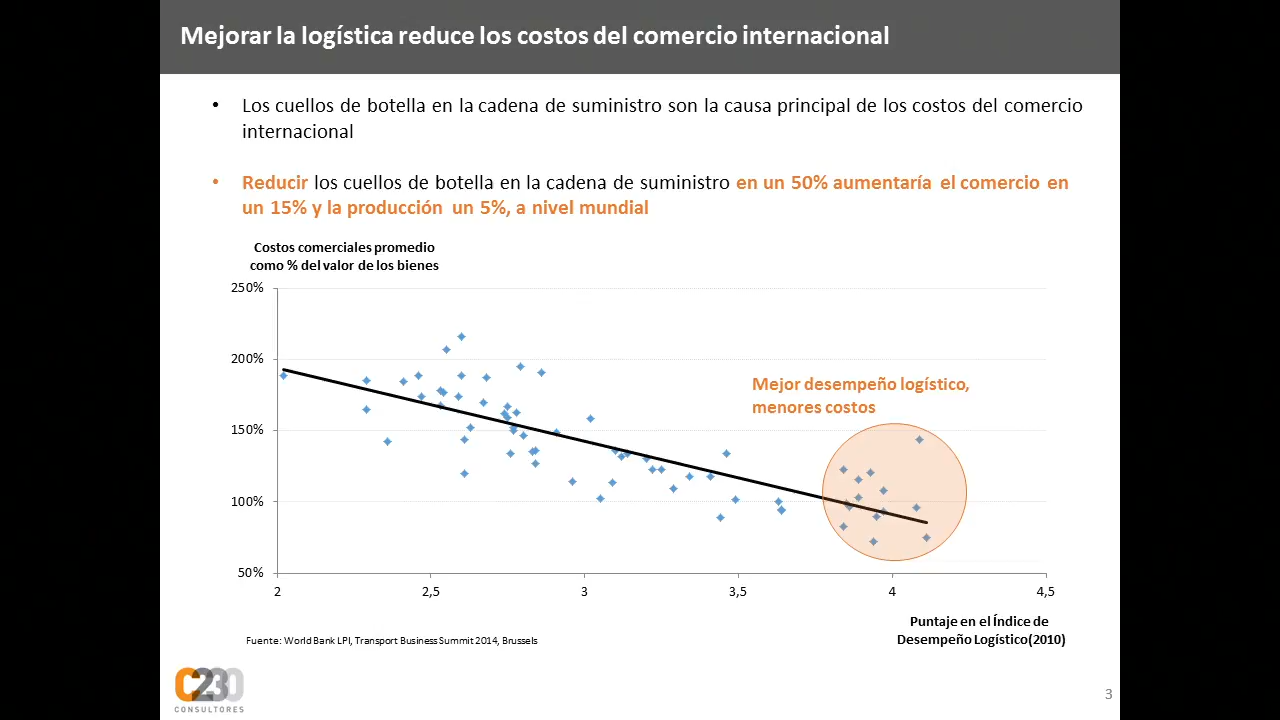 Mejorar la logística reduce los costos del comercio internacional
• Los cuellos de botella en la cadena de suministro son la causa principal de los costos del comercio
internacional
• Reducir los cuellos de botella en la cadena de suministro en un 50% aumentaría el comercio en
un 15% y la producción un 5%, a nivel mundial
Costos comerciales promedio
como % del valor de los bienes
250%
200%
150%
100%
50%
Mejor desempeño logístico,
menores costos
2 2,5 3 3,5 4 4,5
Puntaje en el Índice de
Desempeño Logístico(2010)
Fuente: World Bank LPI, Transport Business Summit 2014, Brussels
C230
CONSULTORES
3